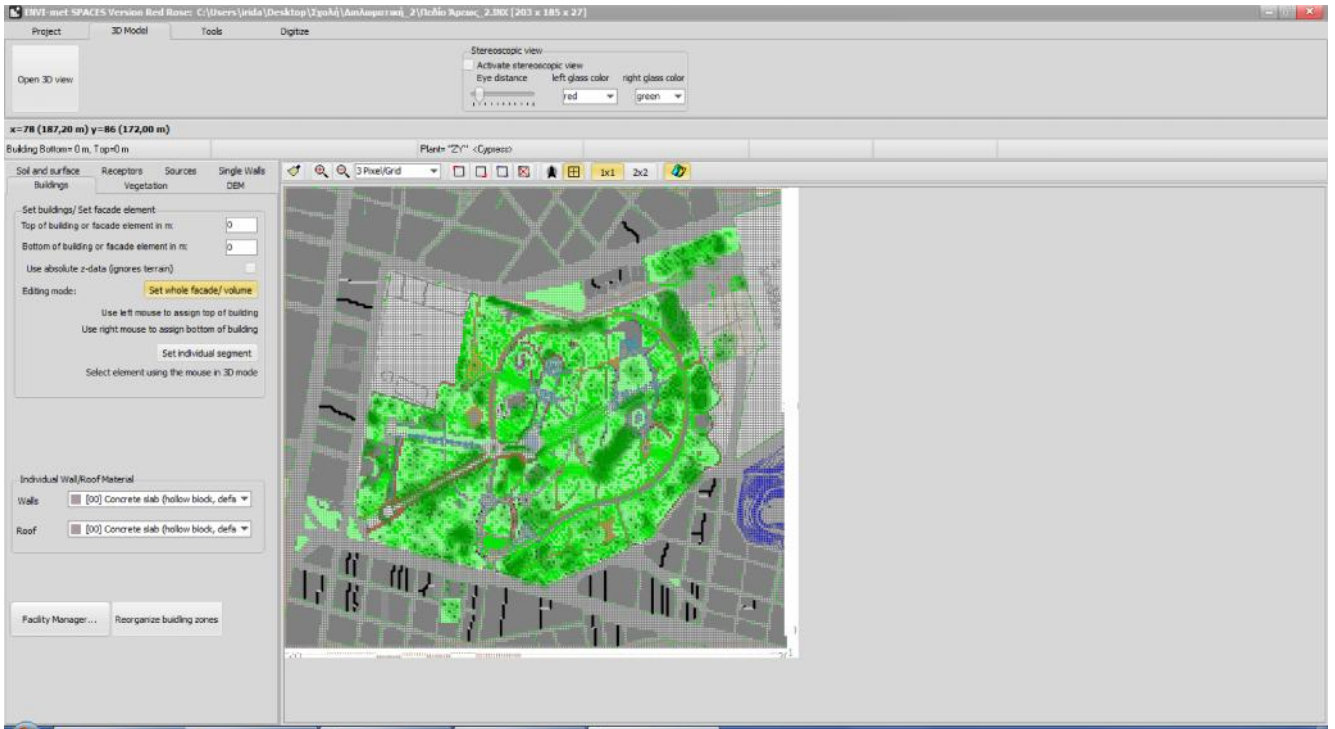 ENVI-met SPACES Version Red Rose: C:\Users\irida\Desktop\Σχολή\Διπλωματική_2\Πεδίο Άρεως_2.INX [203 x 185 x 27]
Project 3D Model Tools Digitize
Open 3D view
Stereoscopic view
Activate stereoscopic view
Eye distance left glass color right glass color
red green
x=78 (187,20 m) y=86 (172,00 m)
Building Bottom= 0 m, Top=0 m Plant= "ZY" <Cypress>
Soil and surface Receptors Sources Single Walls
Buildings Vegetation DEM
3 Pixel/Grid 1x1 2x2
Set buildings/ Set facade element
Top of building or facade element in m: 0
Bottom of building or facade element in m: 0
Use absolute z-data (ignores terrain)
Editing mode: Set whole facade/ volume
Use left mouse to assign top of building
Use right mouse to assign bottom of building
Set individual segment
Select element using the mouse in 3D mode
Individual Wall/Roof Material
Walls [00] Concrete slab (hollow block, defa
Roof [00] Concrete slab (hollow block, defa
Facility Manager... Reorganize building zones